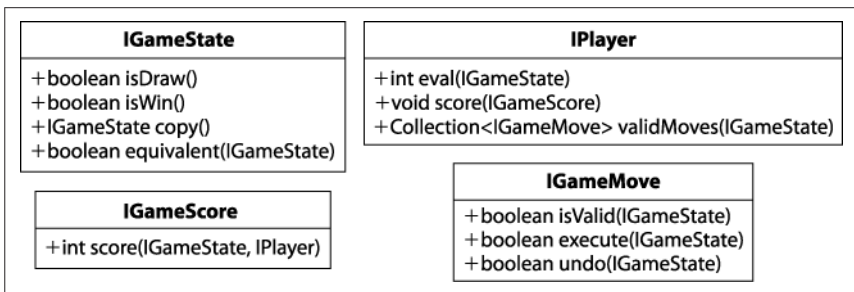 IGameState
+boolean isDraw()
+boolean isWin()
+IGameState copy()
+boolean equivalent(IGameState)
IPlayer
+int eval(IGameState)
+void score(IGameScore)
+Collection<IGameMove> validMoves(IGameState)
IGameScore
+int score(IGameState, IPlayer)
IGameMove
+boolean isValid(IGameState)
+boolean execute(IGameState)
+boolean undo(IGameState)